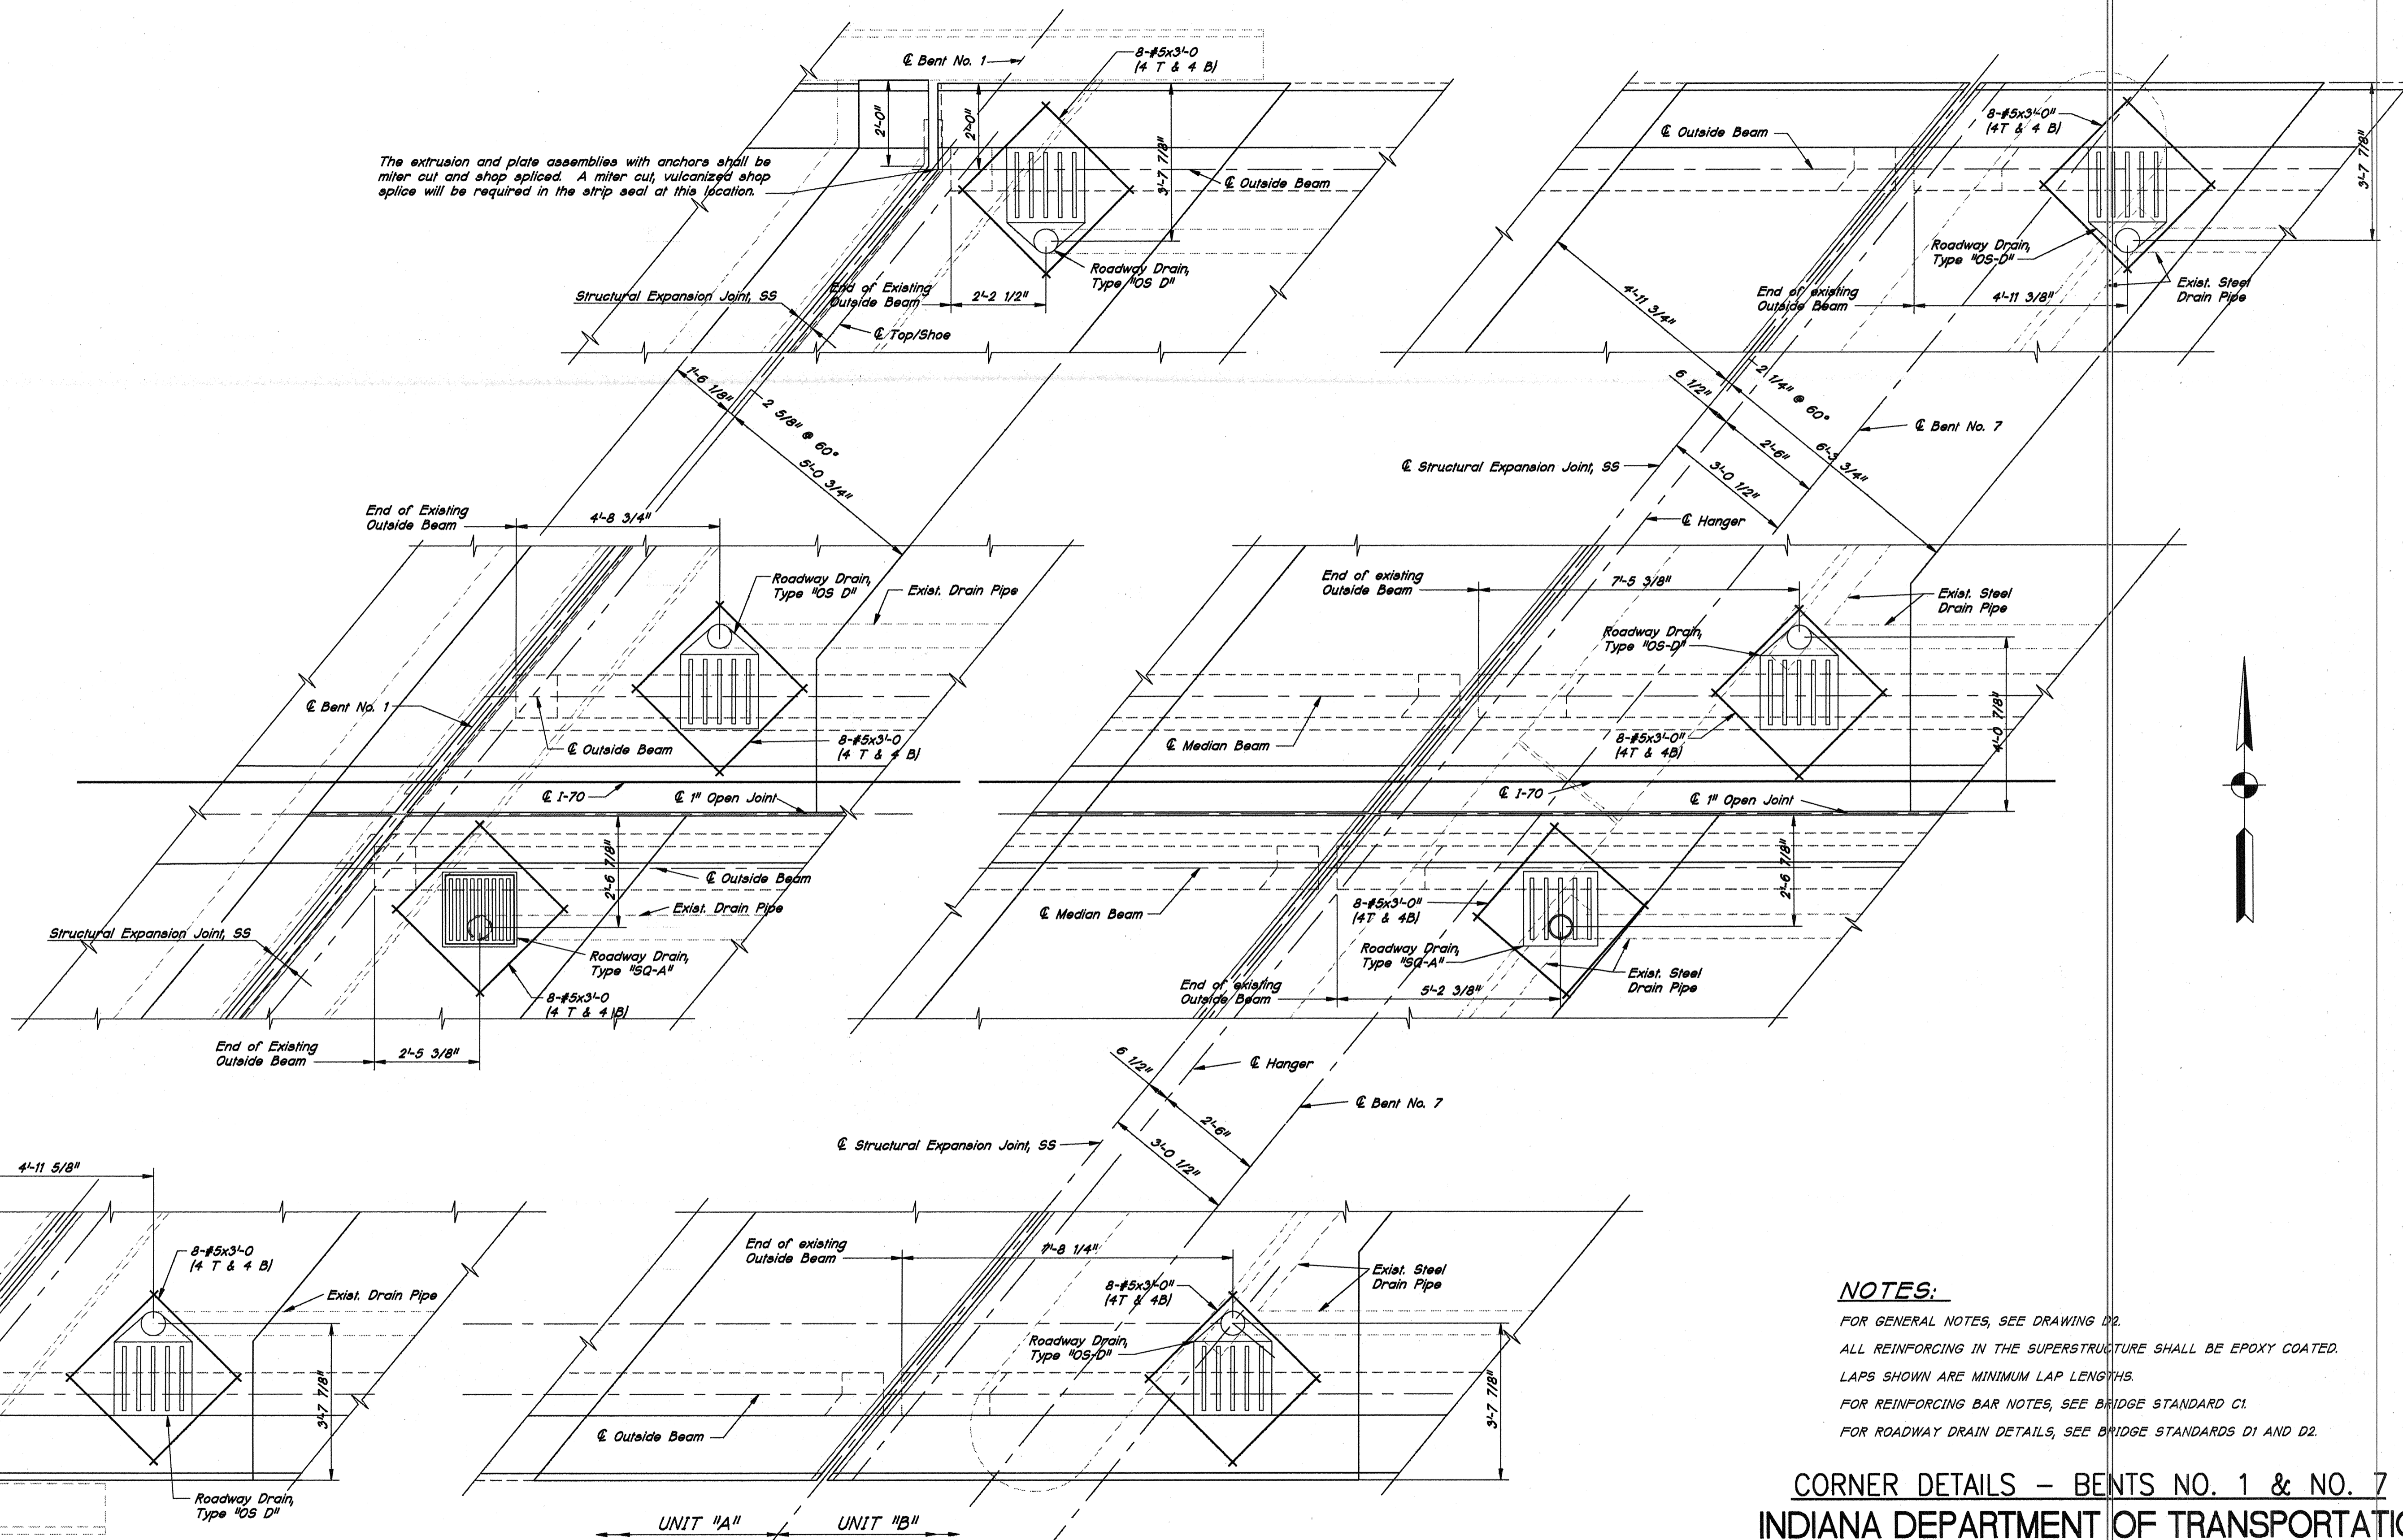 ℄ Bent No. 1
8-#5x3'-0
(4 T & 4 B)
2'-0"
2'-0"
3'-7 7/8"
The extrusion and plate assemblies with anchors shall be
miter cut and shop spliced. A miter cut, vulcanized shop
splice will be required in the strip seal at this location.
℄ Outside Beam
Roadway Drain,
Type "OS D"
End of Existing
Outside Beam
2'-2 1/2"
Structural Expansion Joint, SS
℄ Top/Shoe
1'-6 1/8"
2 5/8" @ 60°
5'-0 3/4"
℄ Outside Beam
8-#5x3'-0"
(4T & 4 B)
3'-7 7/8"
Roadway Drain,
Type "OS-D"
Exist. Steel
Drain Pipe
End of existing
Outside Beam
4'-11 3/8"
4'-11 3/4"
6 1/2"
2 1/4" @ 60°
2'-6"
3'-0 1/2"
℄ Bent No. 7
℄ Structural Expansion Joint, SS
℄ Hanger
End of Existing
Outside Beam
4'-8 3/4"
Roadway Drain,
Type "OS D"
Exist. Drain Pipe
℄ Bent No. 1
℄ Outside Beam
8-#5x3'-0
(4 T & 4 B)
℄ I-70
℄ 1" Open Joint
2'-6 7/8"
℄ Outside Beam
Exist. Drain Pipe
Structural Expansion Joint, SS
Roadway Drain,
Type "SQ-A"
8-#5x3'-0
(4 T & 4 B)
End of Existing
Outside Beam
2'-5 3/8"
End of existing
Outside Beam
7'-5 3/8"
Exist. Steel
Drain Pipe
Roadway Drain,
Type "OS-D"
℄ Median Beam
8-#5x3'-0"
(4T & 4B)
4'-0 7/8"
℄ I-70
℄ 1" Open Joint
2'-6 7/8"
℄ Median Beam
8-#5x3'-0"
(4T & 4B)
Roadway Drain,
Type "SQ-A"
Exist. Steel
Drain Pipe
End of existing
Outside Beam
5'-2 3/8"
6 1/2"
℄ Hanger
℄ Bent No. 7
2'-6"
3'-0 1/2"
℄ Structural Expansion Joint, SS
4'-11 5/8"
8-#5x3'-0
(4 T & 4 B)
Exist. Drain Pipe
3'-7 7/8"
Roadway Drain,
Type "OS D"
End of existing
Outside Beam
7'-8 1/4"
8-#5x3'-0"
(4T & 4B)
Exist. Steel
Drain Pipe
Roadway Drain,
Type "OS-D"
℄ Outside Beam
3'-7 7/8"
UNIT "A"
UNIT "B"
NOTES:
FOR GENERAL NOTES, SEE DRAWING D2.
ALL REINFORCING IN THE SUPERSTRUCTURE SHALL BE EPOXY COATED.
LAPS SHOWN ARE MINIMUM LAP LENGTHS.
FOR REINFORCING BAR NOTES, SEE BRIDGE STANDARD C1.
FOR ROADWAY DRAIN DETAILS, SEE BRIDGE STANDARDS D1 AND D2.
CORNER DETAILS – BENTS NO. 1 & NO. 7
INDIANA DEPARTMENT OF TRANSPORTATIO